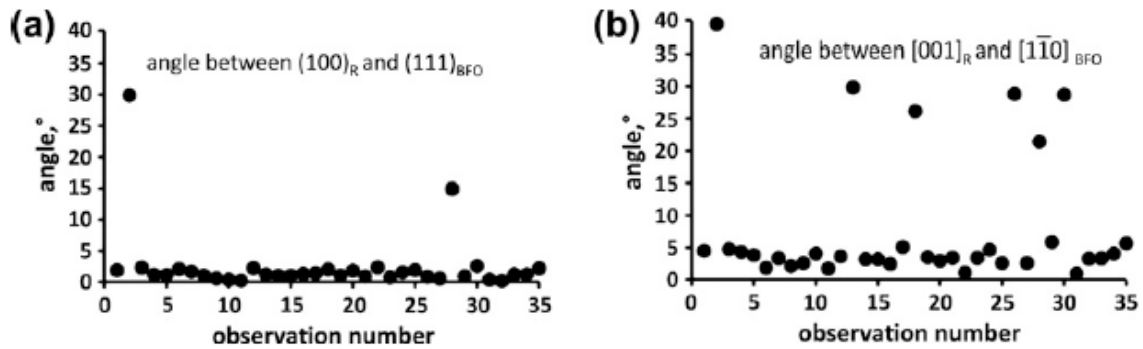 (a)
40
35
30
25
20
15
10
5
0
angle,°
angle between (100)R and (111)BFO
0 5 10 15 20 25 30 35
observation number
(b)
40
35
30
25
20
15
10
5
0
angle,°
angle between [001]R and [11̅0] BFO
0 5 10 15 20 25 30 35
observation number